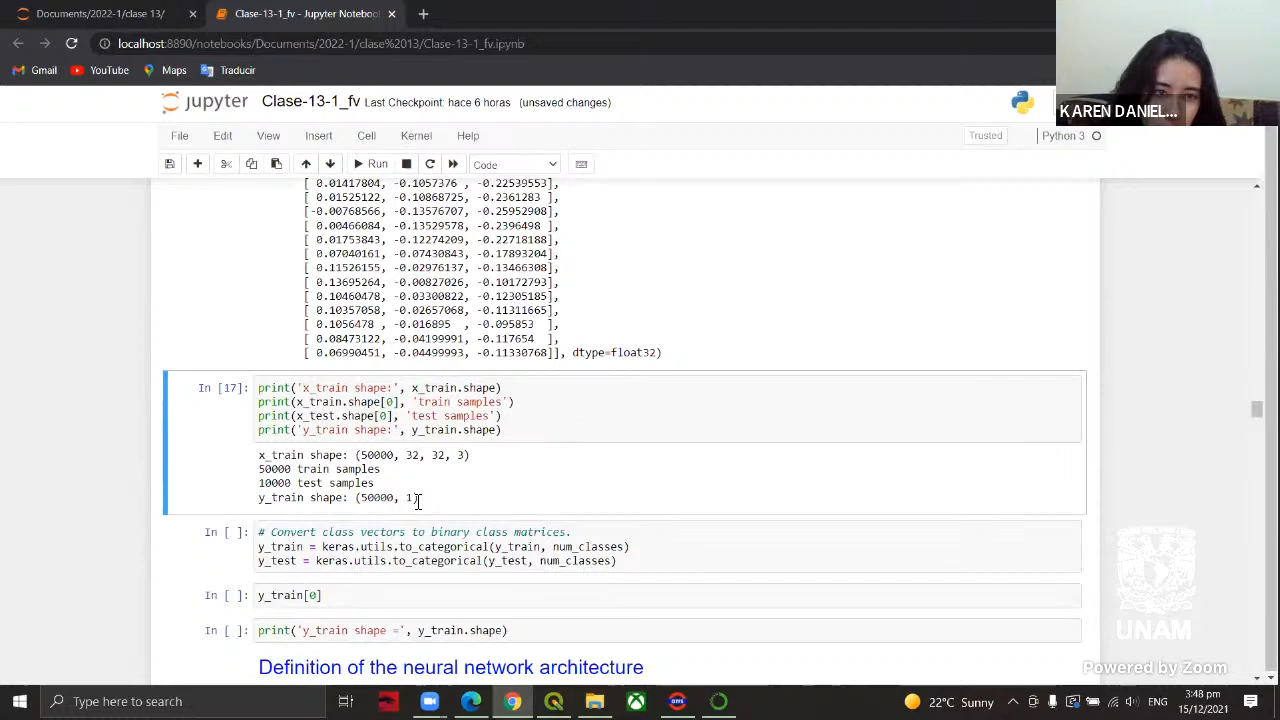 Documents/2022-1/clase 13/
Clase-13-1_fv - Jupyter Noteboo
localhost:8890/notebooks/Documents/2022-1/clase%2013/Clase-13-1_fv.ipynb
Gmail
YouTube
Maps
Traducir
KAREN DANIEL...
jupyter Clase-13-1_fv Last Checkpoint: hace 6 horas (unsaved changes)
File Edit View Insert Cell Kernel Help
Trusted
Python 3
Run
Code
[ 0.01417804, -0.1057376 , -0.22539553],
[ 0.01525122, -0.10868725, -0.2361283 ],
[-0.00768566, -0.13576707, -0.25952908],
[ 0.00466084, -0.13529578, -0.2396498 ],
[ 0.01753843, -0.12274209, -0.22718188],
[ 0.07040161, -0.07430843, -0.17893204],
[ 0.11526155, -0.02976137, -0.13466308],
[ 0.13695264, -0.00827026, -0.10172793],
[ 0.10460478, -0.03300822, -0.12305185],
[ 0.10357058, -0.02657068, -0.11311665],
[ 0.1056478 , -0.016895 , -0.095853 ],
[ 0.08473122, -0.04199991, -0.117654 ],
[ 0.06990451, -0.04499993, -0.11330768]], dtype=float32)
In [17]:
print('x_train shape:', x_train.shape)
print(x_train.shape[0], 'train samples')
print(x_test.shape[0], 'test samples')
print('y_train shape:', y_train.shape)
x_train shape: (50000, 32, 32, 3)
50000 train samples
10000 test samples
y_train shape: (50000, 1)
In [ ]:
# Convert class vectors to binary class matrices.
y_train = keras.utils.to_categorical(y_train, num_classes)
y_test = keras.utils.to_categorical(y_test, num_classes)
In [ ]:
y_train[0]
In [ ]:
print('y_train shape =', y_train.shape)
Definition of the neural network architecture
UNAM
Powered by Zoom
Type here to search
22°C Sunny
ENG
3:48 pm
15/12/2021